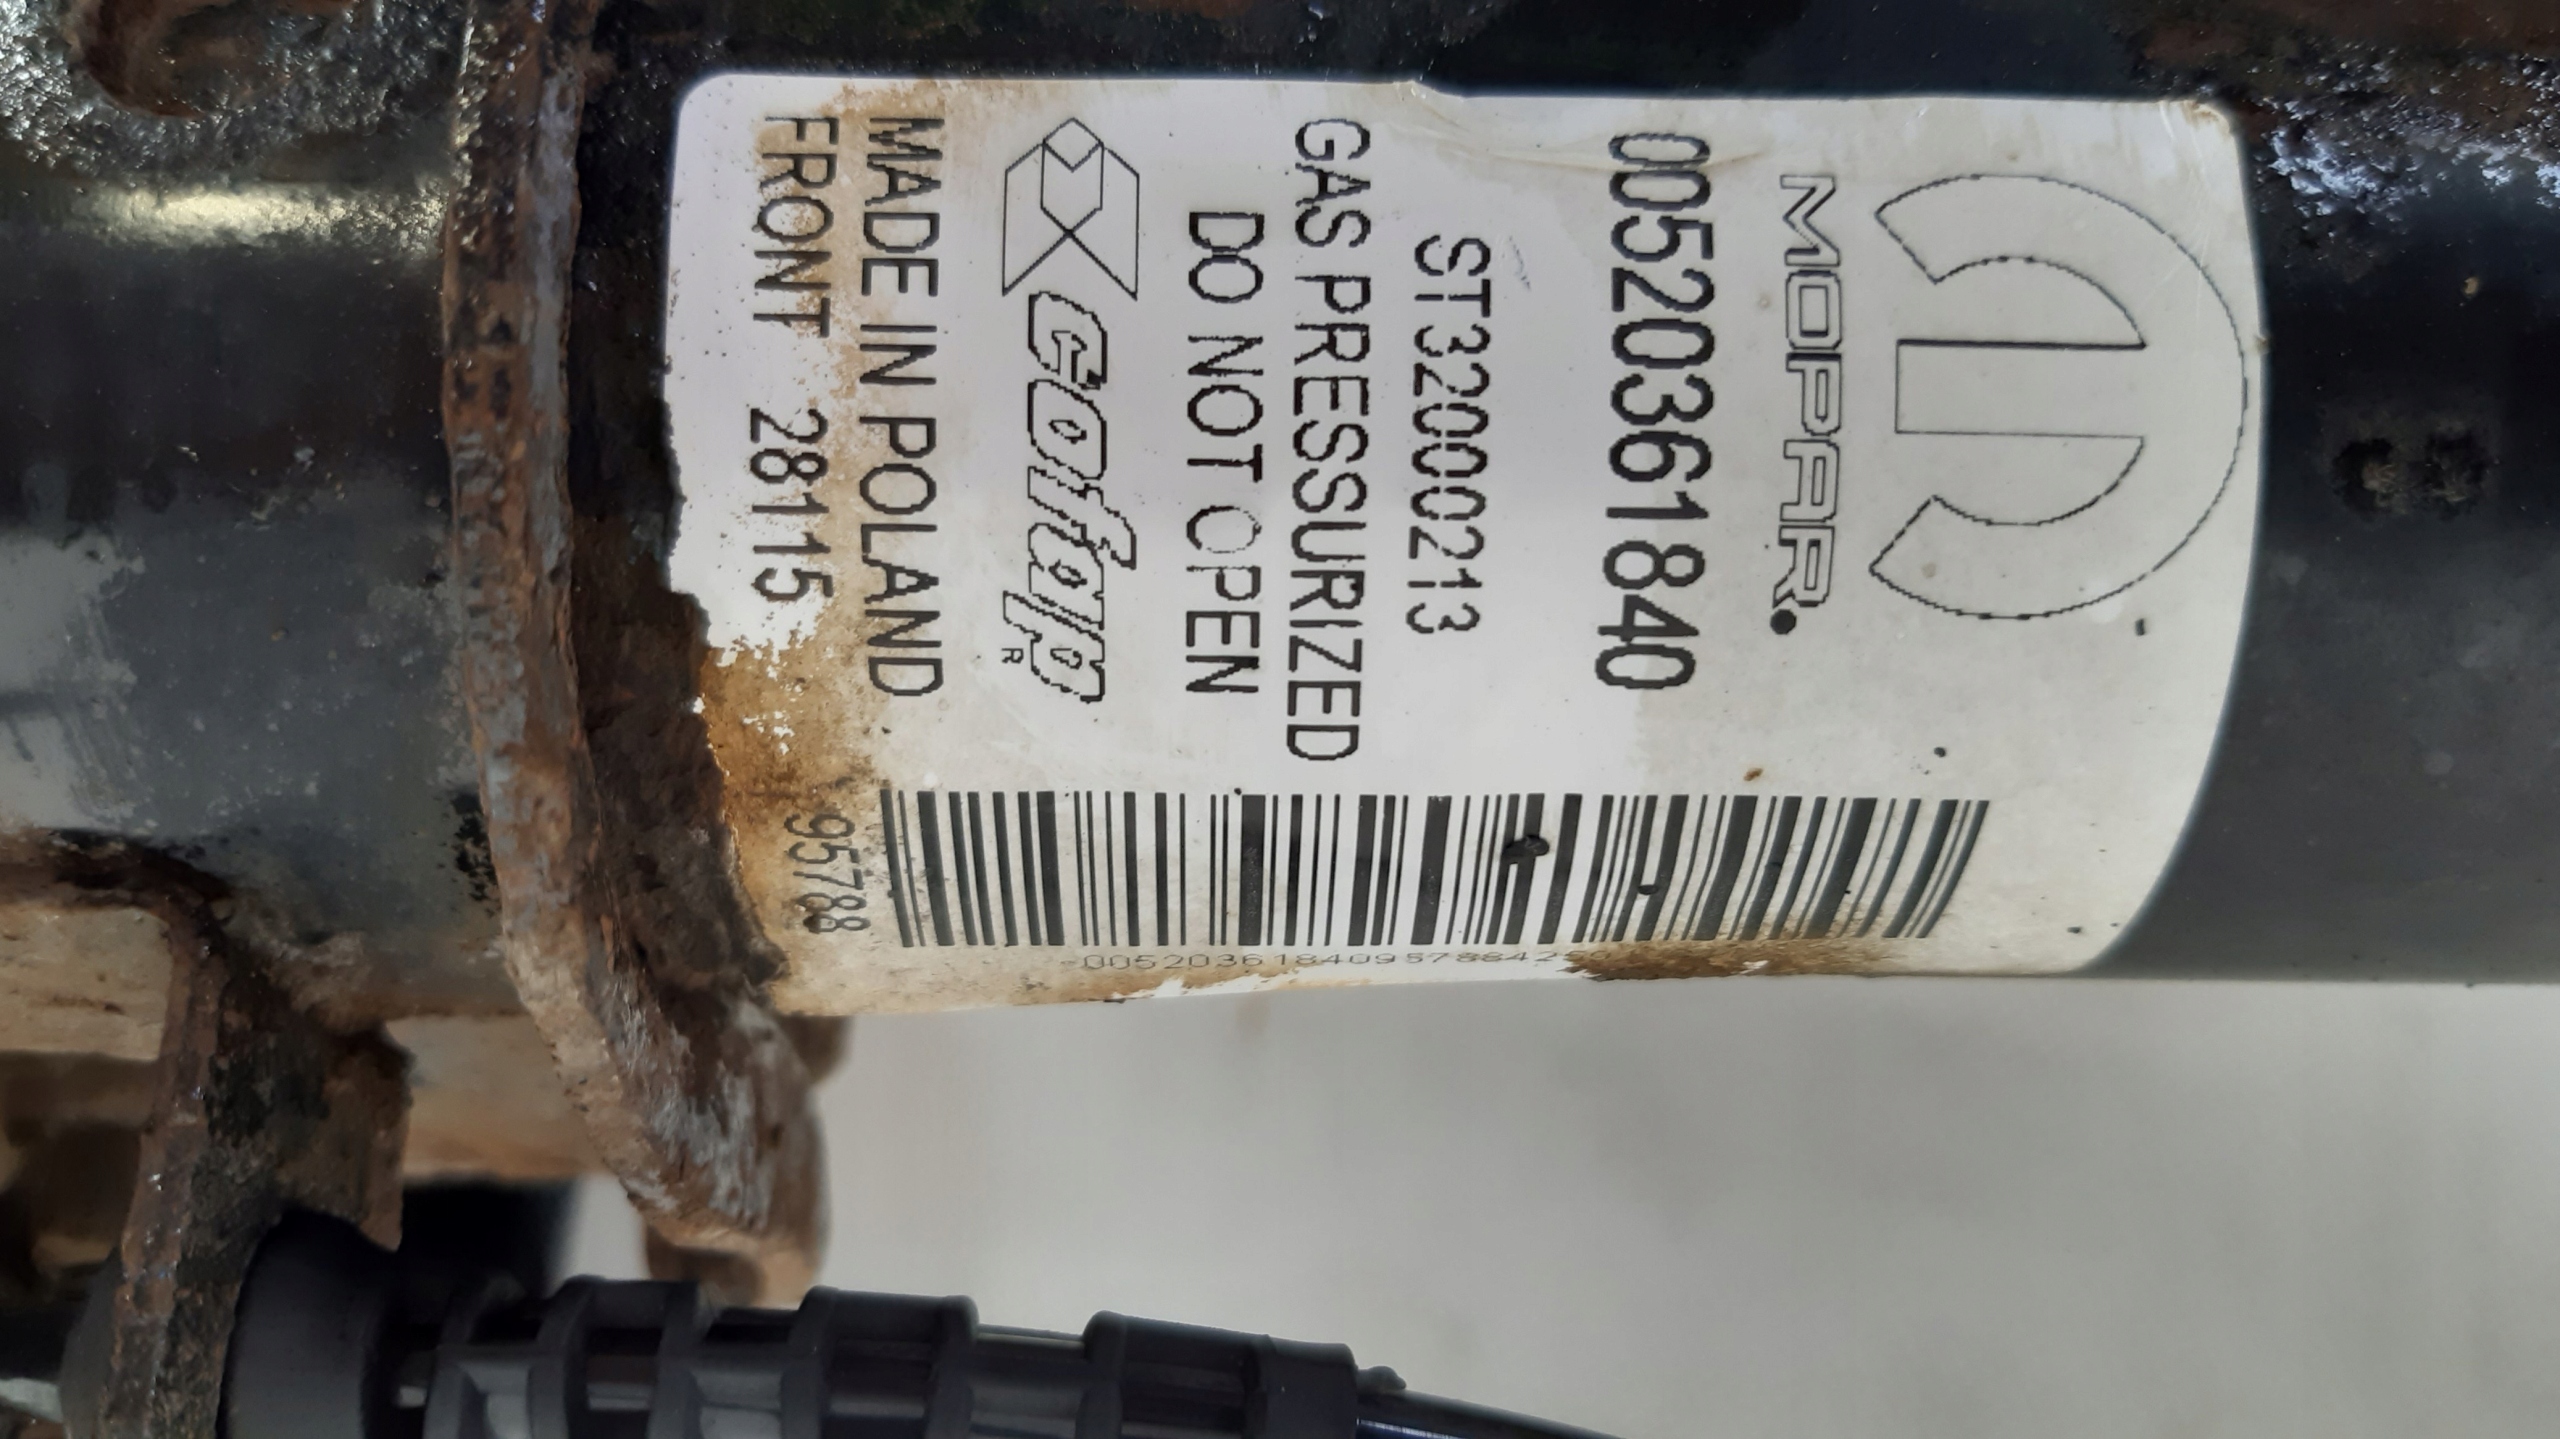 MOPAR.
00520361840
ST32000213
GAS PRESSURIZED
DO NOT OPEN
Cofap
R
MADE IN POLAND
FRONT 28115
95788